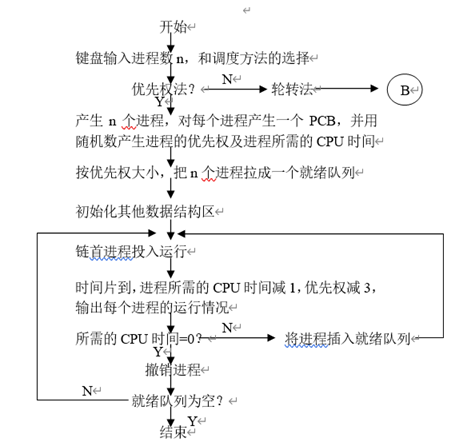 开始
键盘输入进程数 n，和调度方法的选择
优先权法？ N 轮转法 B
Y
产生 n 个进程，对每个进程产生一个 PCB，并用
随机数产生进程的优先权及进程所需的 CPU 时间
按优先权大小，把 n 个进程拉成一个就绪队列
初始化其他数据结构区
链首进程投入运行
时间片到，进程所需的 CPU 时间减 1，优先权减 3，
输出每个进程的运行情况
所需的 CPU 时间=0？ N 将进程插入就绪队列
Y
撤销进程
N 就绪队列为空？
Y
结束